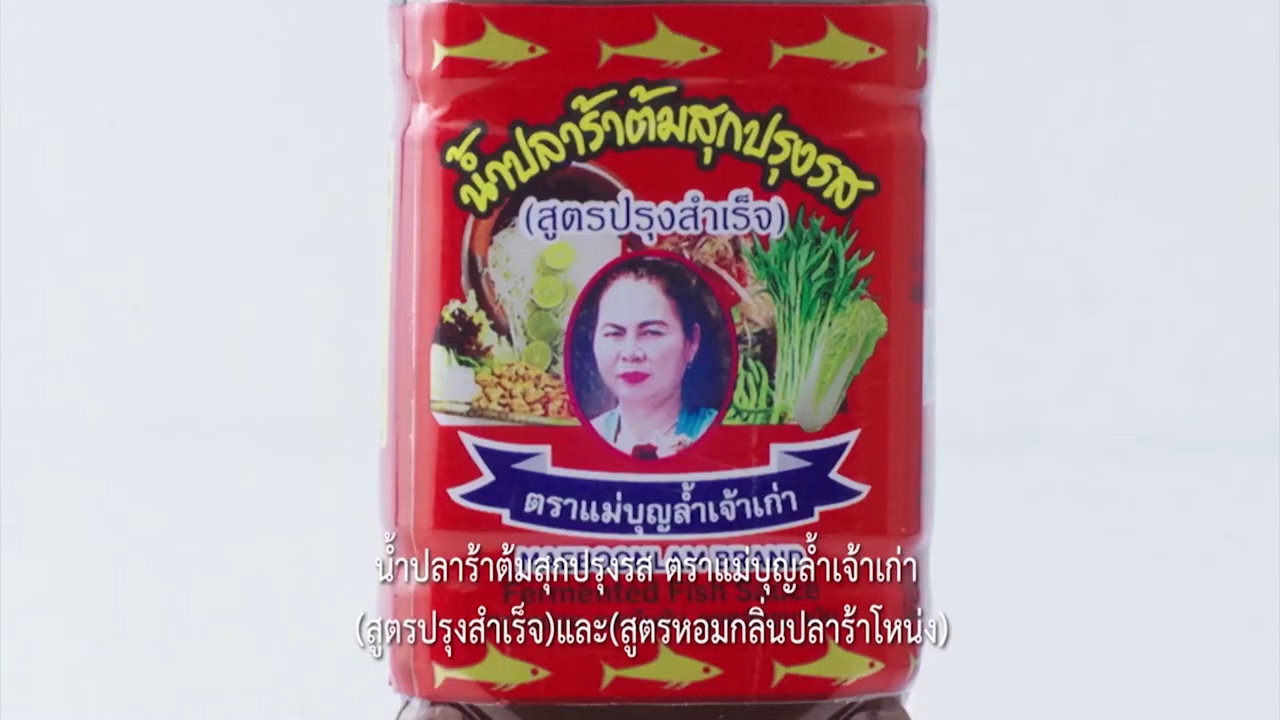 น้ำปลาร้าต้มสุกปรุงรส
(สูตรปรุงสำเร็จ)
ตราแม่บุญล้ำเจ้าเก่า
MAEBOONLAM BRAND
น้ำปลาร้าต้มสุกปรุงรส ตราแม่บุญล้ำเจ้าเก่า
Fermented Fish Sauce
(สูตรปรุงสำเร็จ)และ(สูตรหอมกลิ่นปลาร้าโหน่ง)